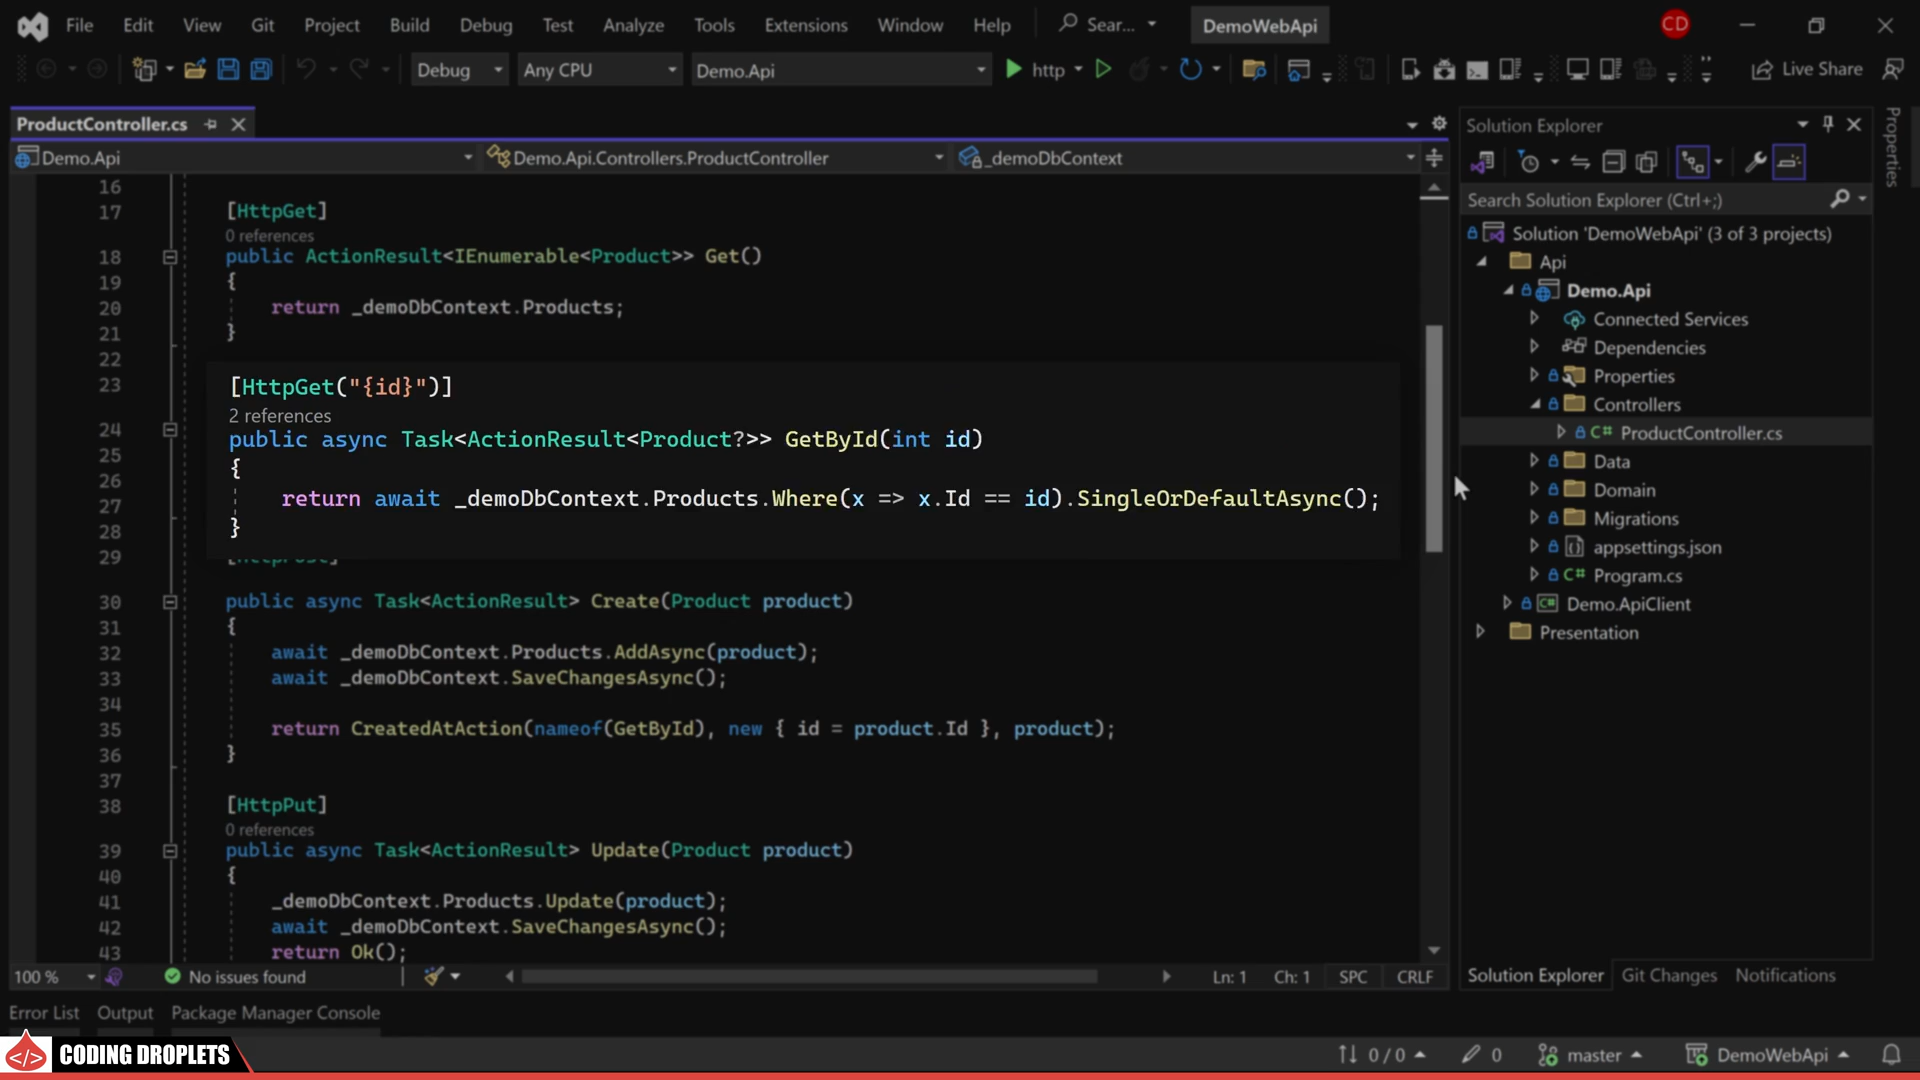 File Edit View Git Project Build Debug Test Analyze Tools Extensions Window Help Sear... DemoWebApi CD
Debug Any CPU Demo.Api http Live Share
ProductController.cs
Demo.Api Demo.Api.Controllers.ProductController _demoDbContext
16
17 [HttpGet]
0 references
18 public ActionResult<IEnumerable<Product>> Get()
19 {
20 return _demoDbContext.Products;
21 }
22
23 [HttpGet("{id}")]
2 references
24 public async Task<ActionResult<Product?>> GetById(int id)
25 {
26
27 return await _demoDbContext.Products.Where(x => x.Id == id).SingleOrDefaultAsync();
28 }
29 [HttpPost]
30 public async Task<ActionResult> Create(Product product)
31 {
32 await _demoDbContext.Products.AddAsync(product);
33 await _demoDbContext.SaveChangesAsync();
34
35 return CreatedAtAction(nameof(GetById), new { id = product.Id }, product);
36 }
37
38 [HttpPut]
0 references
39 public async Task<ActionResult> Update(Product product)
40 {
41 _demoDbContext.Products.Update(product);
42 await _demoDbContext.SaveChangesAsync();
43 return Ok();
100 % No issues found Ln: 1 Ch: 1 SPC CRLF
Solution Explorer
Search Solution Explorer (Ctrl+;)
Solution 'DemoWebApi' (3 of 3 projects)
Api
Demo.Api
Connected Services
Dependencies
Properties
Controllers
C# ProductController.cs
Data
Domain
Migrations
appsettings.json
C# Program.cs
C# Demo.ApiClient
Presentation
Solution Explorer Git Changes Notifications
Properties
Error List Output Package Manager Console
</> CODING DROPLETS
0 / 0 0 master DemoWebApi